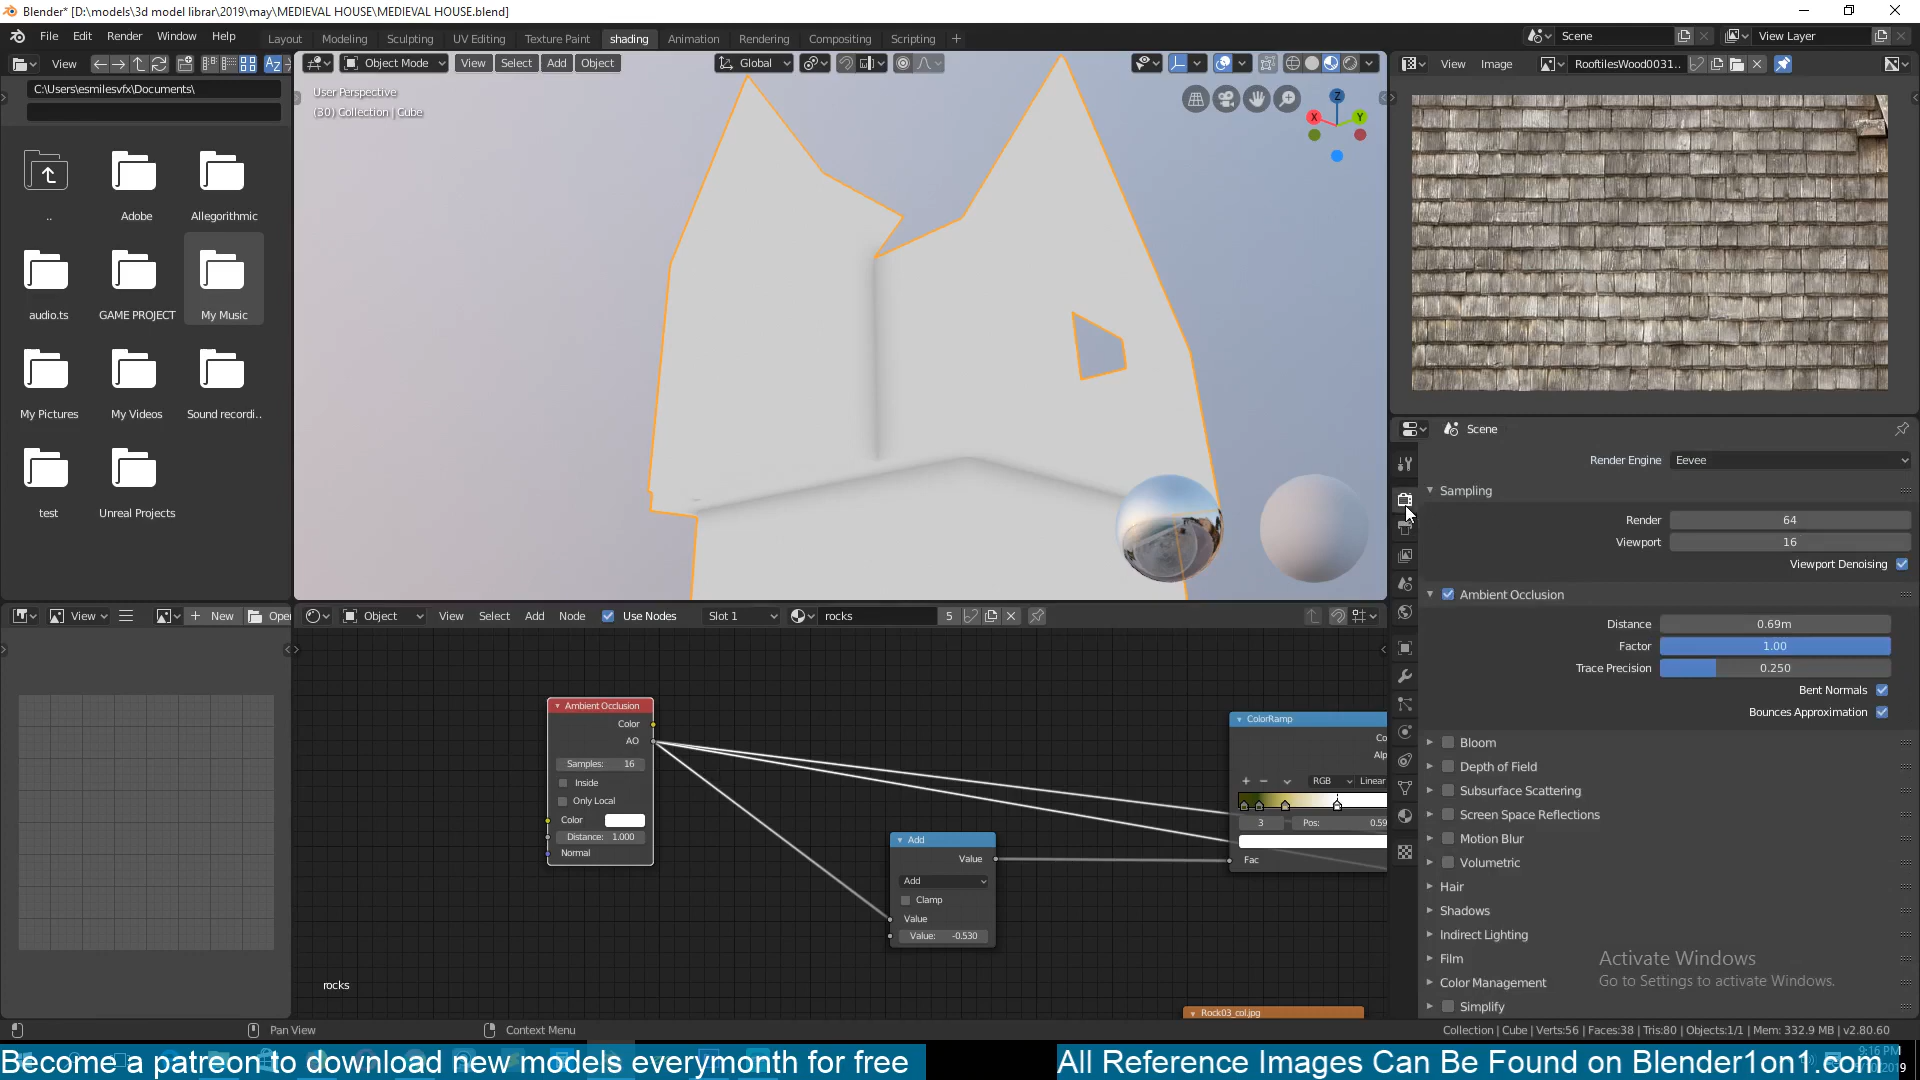 Blender* [D:\models\3d model librar\2019\may\MEDIEVAL HOUSE\MEDIEVAL HOUSE.blend]
File Edit Render Window Help Layout Modeling Sculpting UV Editing Texture Paint shading Animation Rendering Compositing Scripting Scene View Layer
View Object Mode View Select Add Object Global View Image RooftilesWood0031...
C:\Users\esmilesvfx\Documents\
User Perspective
(30) Collection | Cube
Z
X Y
.. Adobe Allegorithmic
audio.ts GAME PROJECT My Music
My Pictures My Videos Sound recordi..
test Unreal Projects
Scene
Render Engine Eevee
Sampling
Render 64
Viewport 16
Viewport Denoising
Ambient Occlusion
Distance 0.69m
Factor 1.00
Trace Precision 0.250
Bent Normals
Bounces Approximation
Bloom
Depth of Field
Subsurface Scattering
Screen Space Reflections
Motion Blur
Volumetric
Hair
Shadows
Indirect Lighting
Film
Color Management
Simplify
Activate Windows
Go to Settings to activate Windows.
View New Open Object View Select Add Node Use Nodes Slot 1 rocks 5
Ambient Occlusion
Color
AO
Samples: 16
Inside
Only Local
Color
Distance: 1.000
Normal
Add
Value
Add
Clamp
Value
Value: -0.530
ColorRamp
Co
Alp
RGB Linear
3 Pos: 0.59
Fac
Rock03_col.jpg
rocks
Pan View Context Menu Collection | Cube | Verts:56 | Faces:38 | Tris:80 | Objects:1/1 | Mem: 332.9 MB | v2.80.60
Become a patreon to download new models everymonth for free All Reference Images Can Be Found on Blender1on1.com
9:16 PM